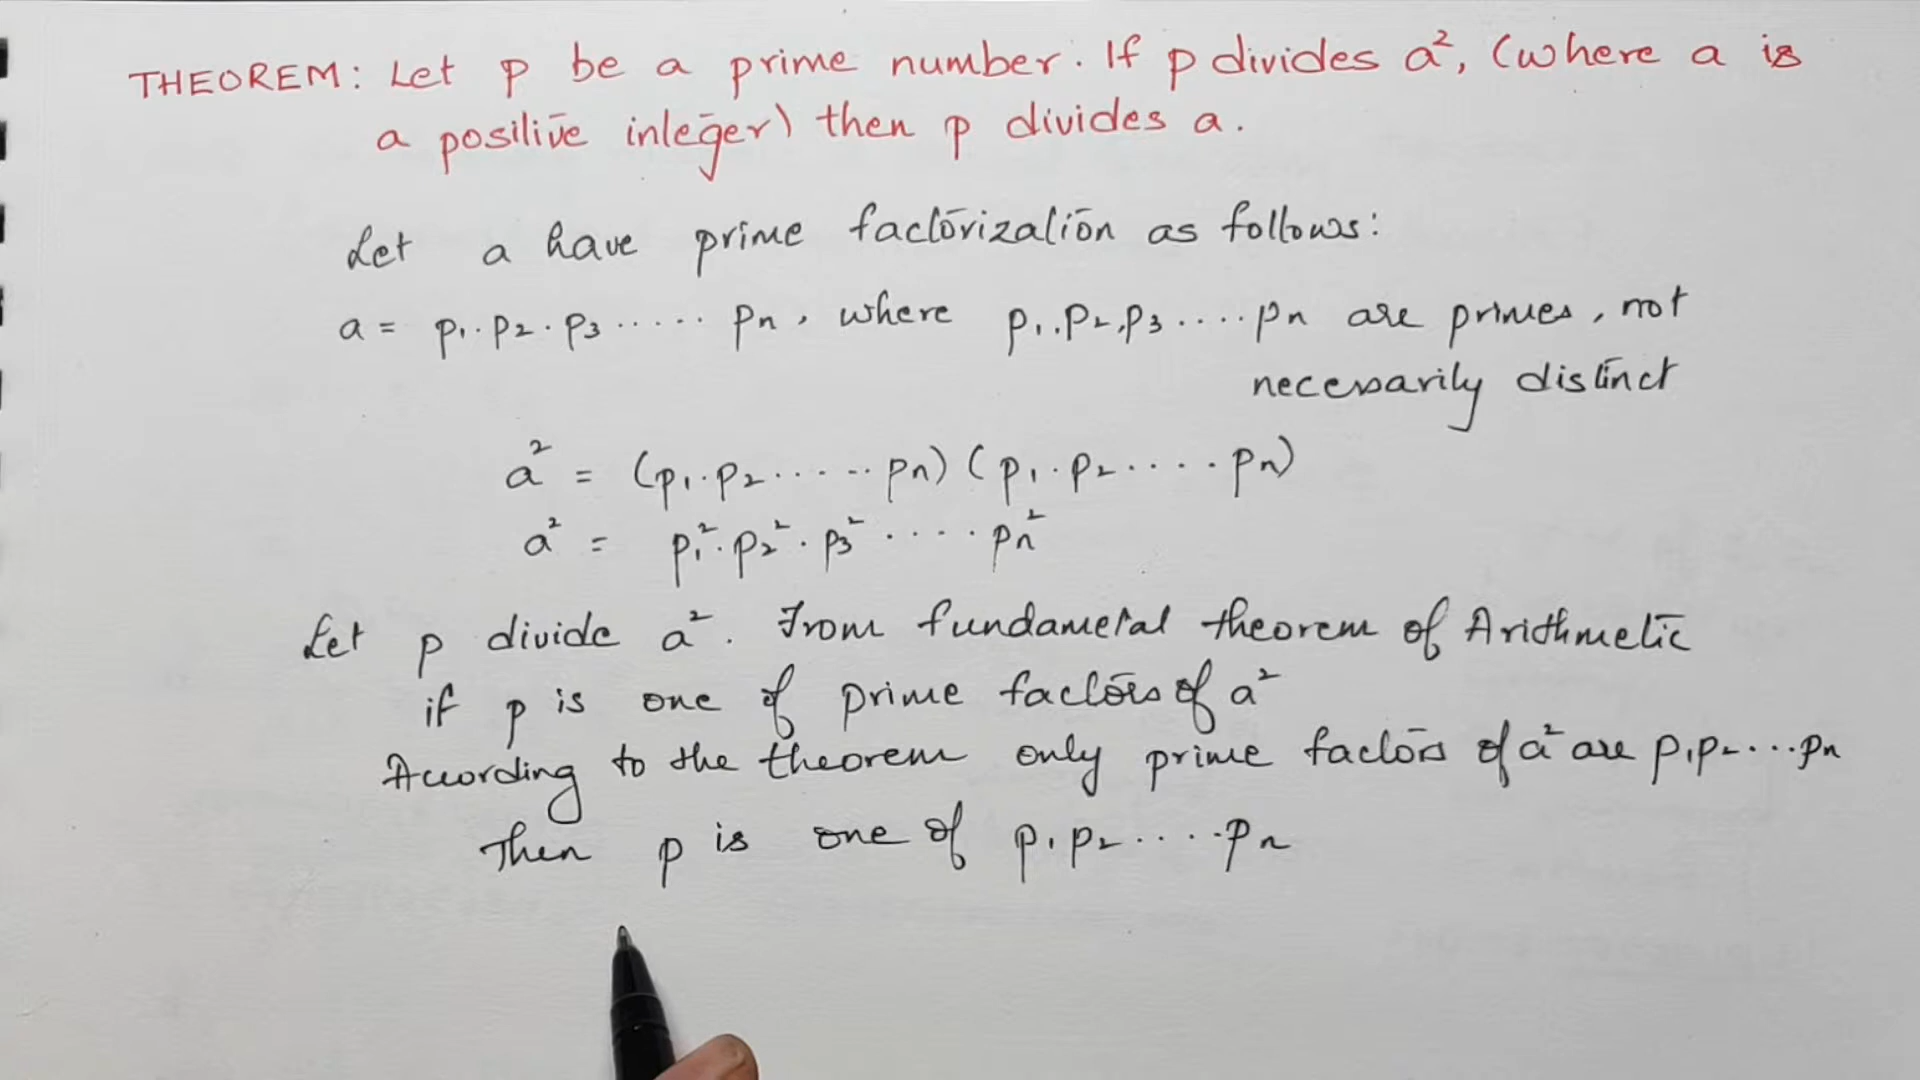 THEOREM: Let p be a prime number. If p divides a², (where a is
a positive integer) then p divides a.
Let a have prime factorization as follows:
a = p₁.p₂.p₃...... pₙ, where p₁.p₂,p₃....pₙ are primes, not
necessarily distinct
a² = (p₁.p₂......pₙ)(p₁.p₂.....pₙ)
a² = p₁².p₂².p₃².....pₙ²
Let p divide a². From fundametal theorem of Arithmetic
if p is one of prime factors of a²
According to the theorem only prime factors of a² are p₁p₂...pₙ
Then p is one of p₁p₂.....pₙ